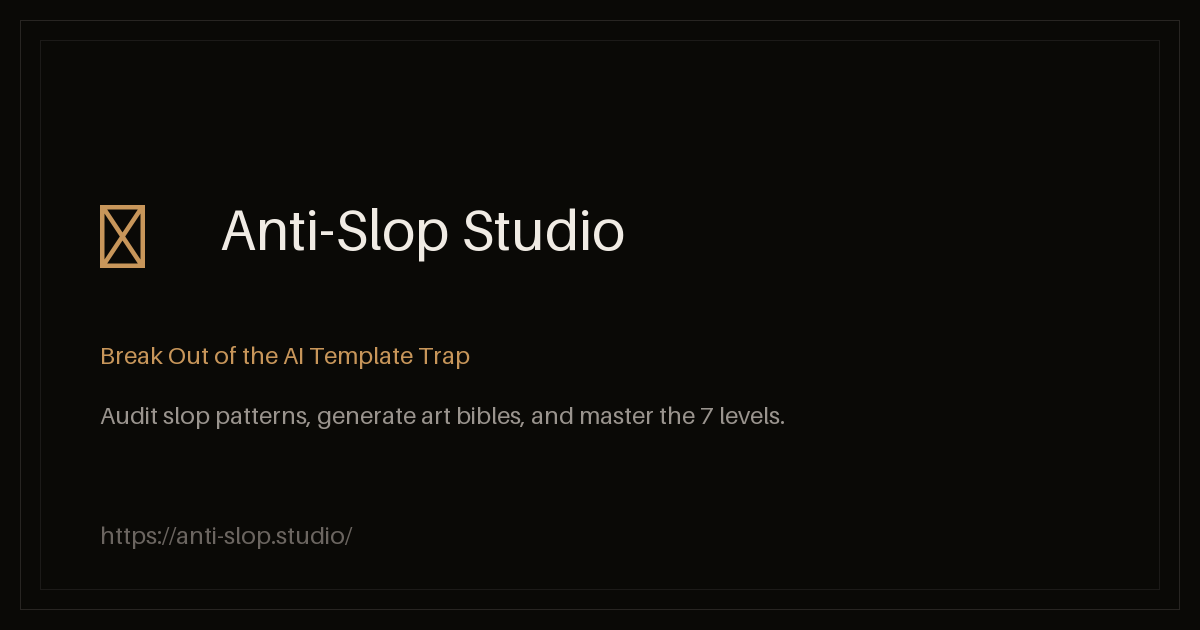 Anti-Slop Studio
Break Out of the AI Template Trap
Audit slop patterns, generate art bibles, and master the 7 levels.
https://anti-slop.studio/